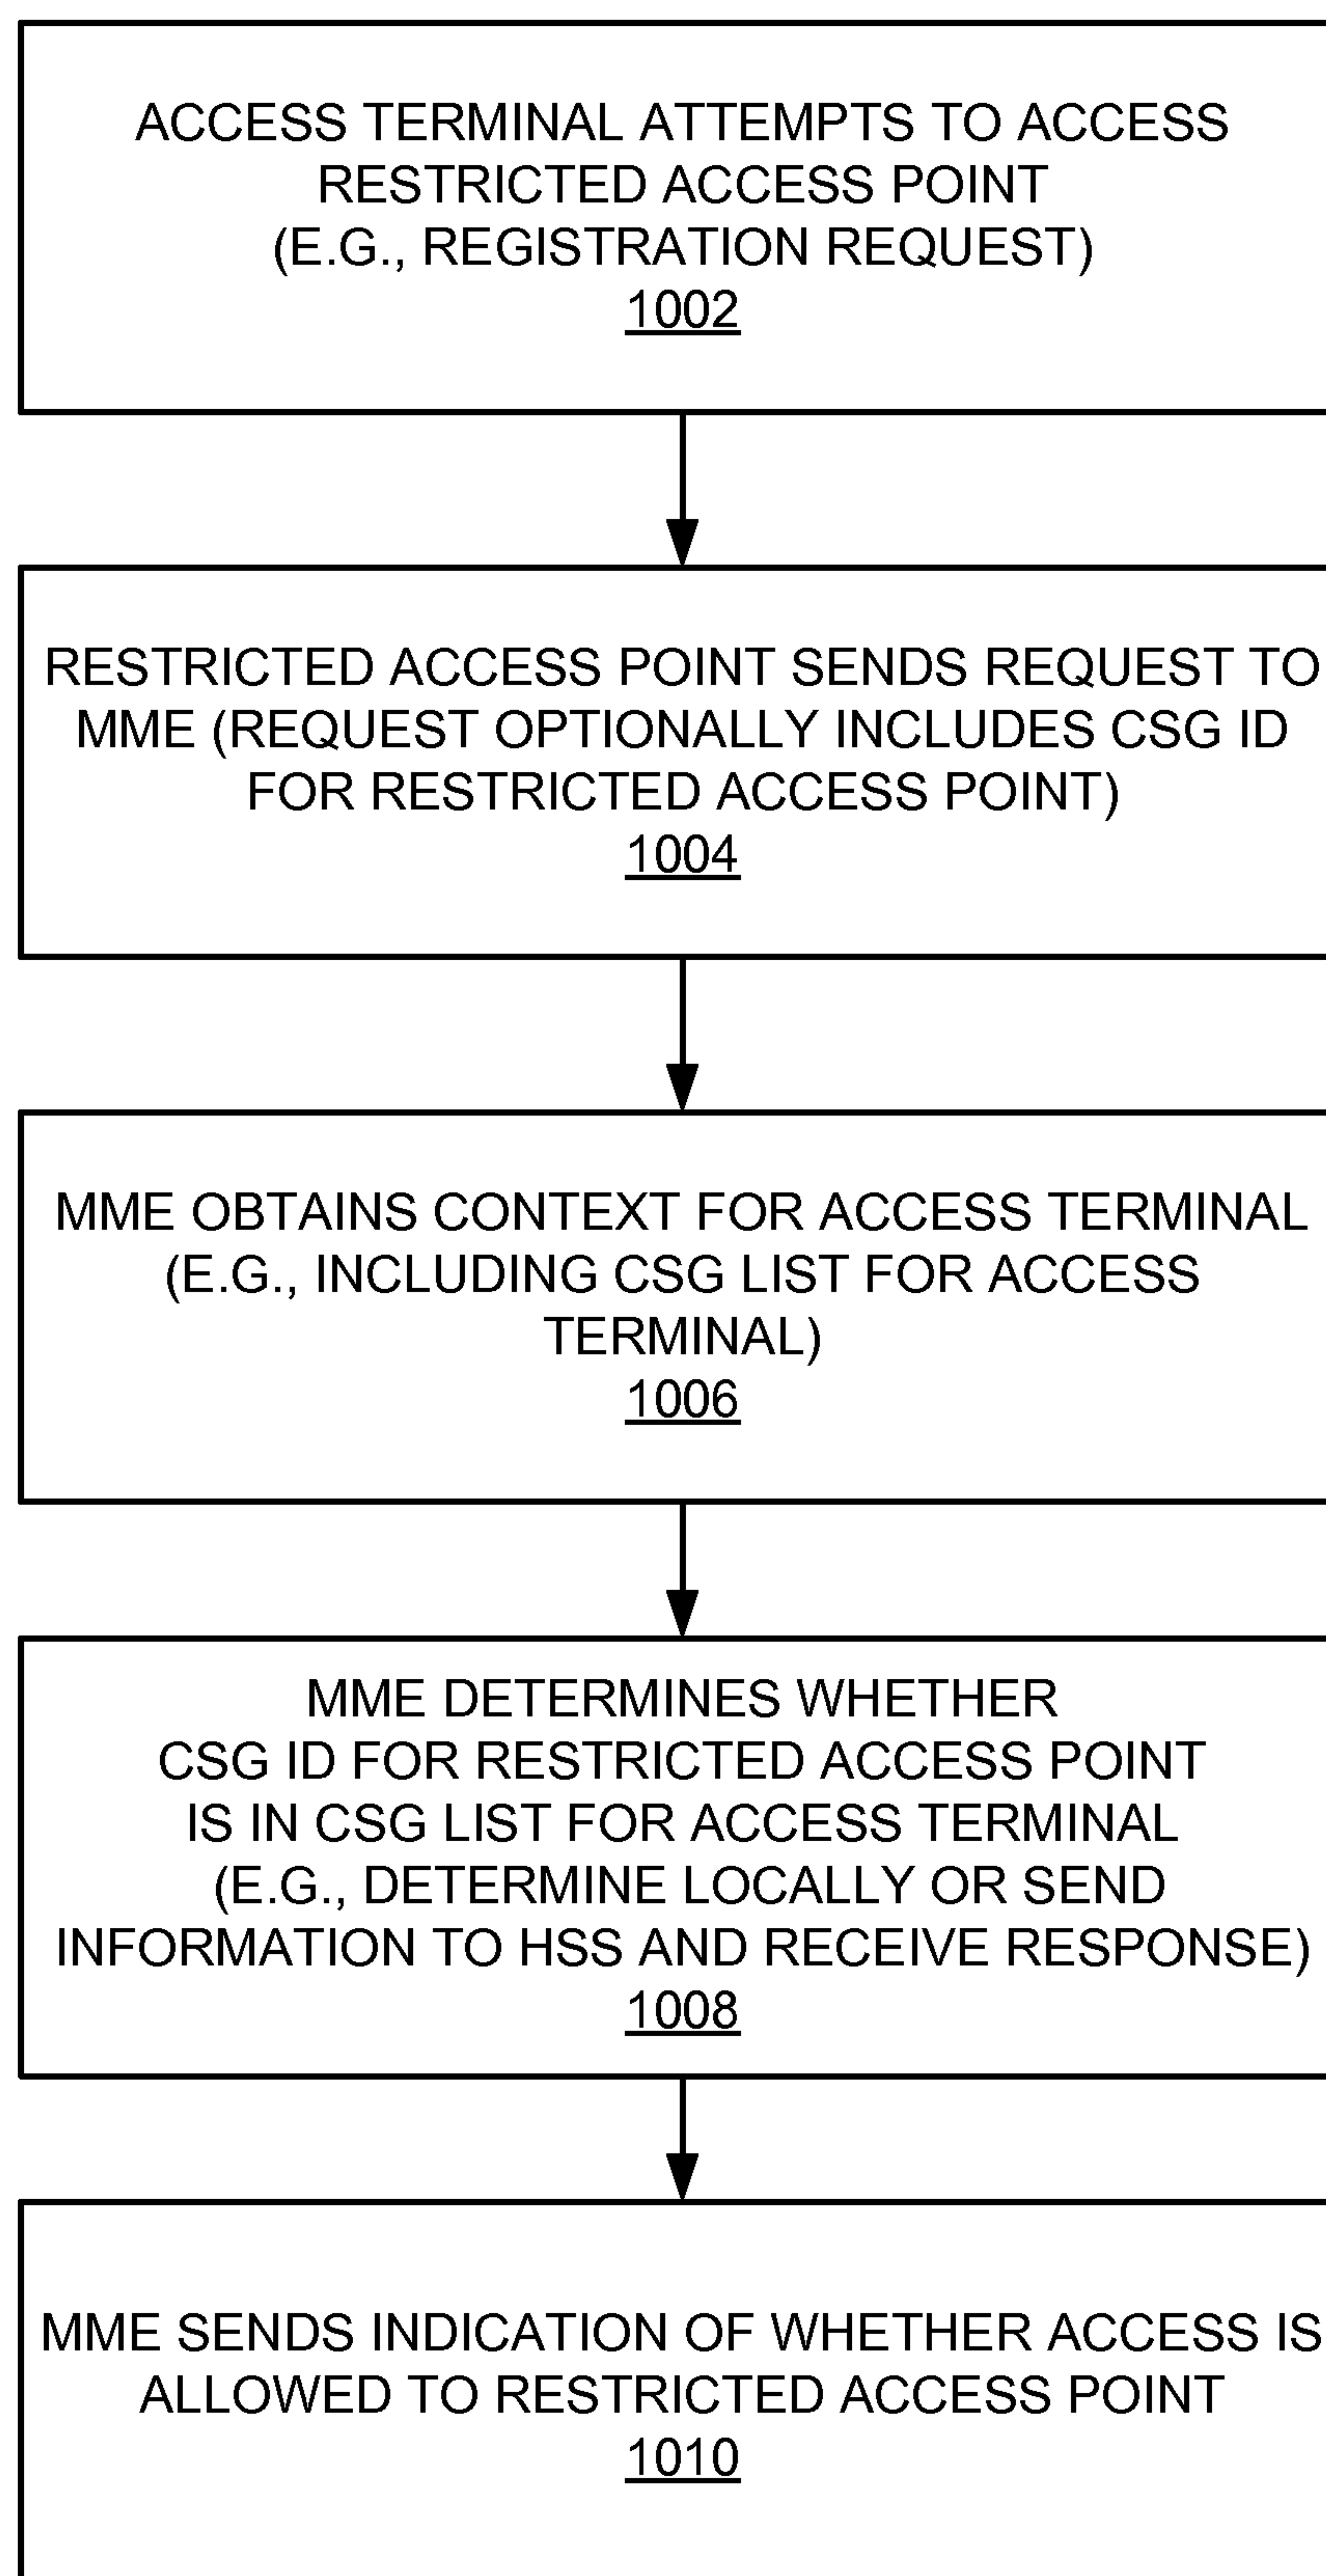 ACCESS TERMINAL ATTEMPTS TO ACCESS
RESTRICTED ACCESS POINT
(E.G., REGISTRATION REQUEST)
1002
RESTRICTED ACCESS POINT SENDS REQUEST TO
MME (REQUEST OPTIONALLY INCLUDES CSG ID
FOR RESTRICTED ACCESS POINT)
1004
MME OBTAINS CONTEXT FOR ACCESS TERMINAL
(E.G., INCLUDING CSG LIST FOR ACCESS
TERMINAL)
1006
MME DETERMINES WHETHER
CSG ID FOR RESTRICTED ACCESS POINT
IS IN CSG LIST FOR ACCESS TERMINAL
(E.G., DETERMINE LOCALLY OR SEND
INFORMATION TO HSS AND RECEIVE RESPONSE)
1008
MME SENDS INDICATION OF WHETHER ACCESS IS
ALLOWED TO RESTRICTED ACCESS POINT
1010